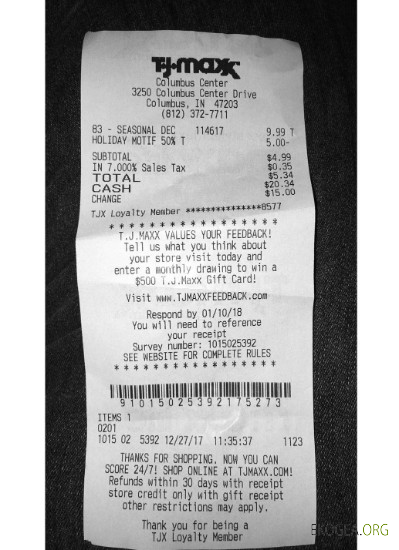 T·J·maxx
Columbus Center
3250 Columbus Center Drive
Columbus, IN 47203
(812) 372-7711
83 - SEASONAL DEC 114617 9.99 T
HOLIDAY MOTIF 50% T 5.00-
SUBTOTAL $4.99
IN 7.000% Sales Tax $0.35
TOTAL $5.34
CASH $20.34
CHANGE $15.00
TJX Loyalty Member ***************8577
* * * * * * * * * * * * * * * * *
T.J.MAXX VALUES YOUR FEEDBACK!
Tell us what you think about
your store visit today and
enter a monthly drawing to win a
$500 T.J.Maxx Gift Card!
Visit www.TJMAXXFEEDBACK.com
Respond by 01/10/18
You will need to reference
your receipt
Survey number: 1015025392
SEE WEBSITE FOR COMPLETE RULES
* * * * * * * * * * * * * * * * *
91015025392175273
ITEMS 1
0201
1015 02 5392 12/27/17 11:35:37 1123
THANKS FOR SHOPPING, NOW YOU CAN
SCORE 24/7! SHOP ONLINE AT TJMAXX.COM!
Refunds within 30 days with receipt
store credit only with gift receipt
other restrictions may apply.
Thank you for being a
TJX Loyalty Member
EKOGEA.ORG